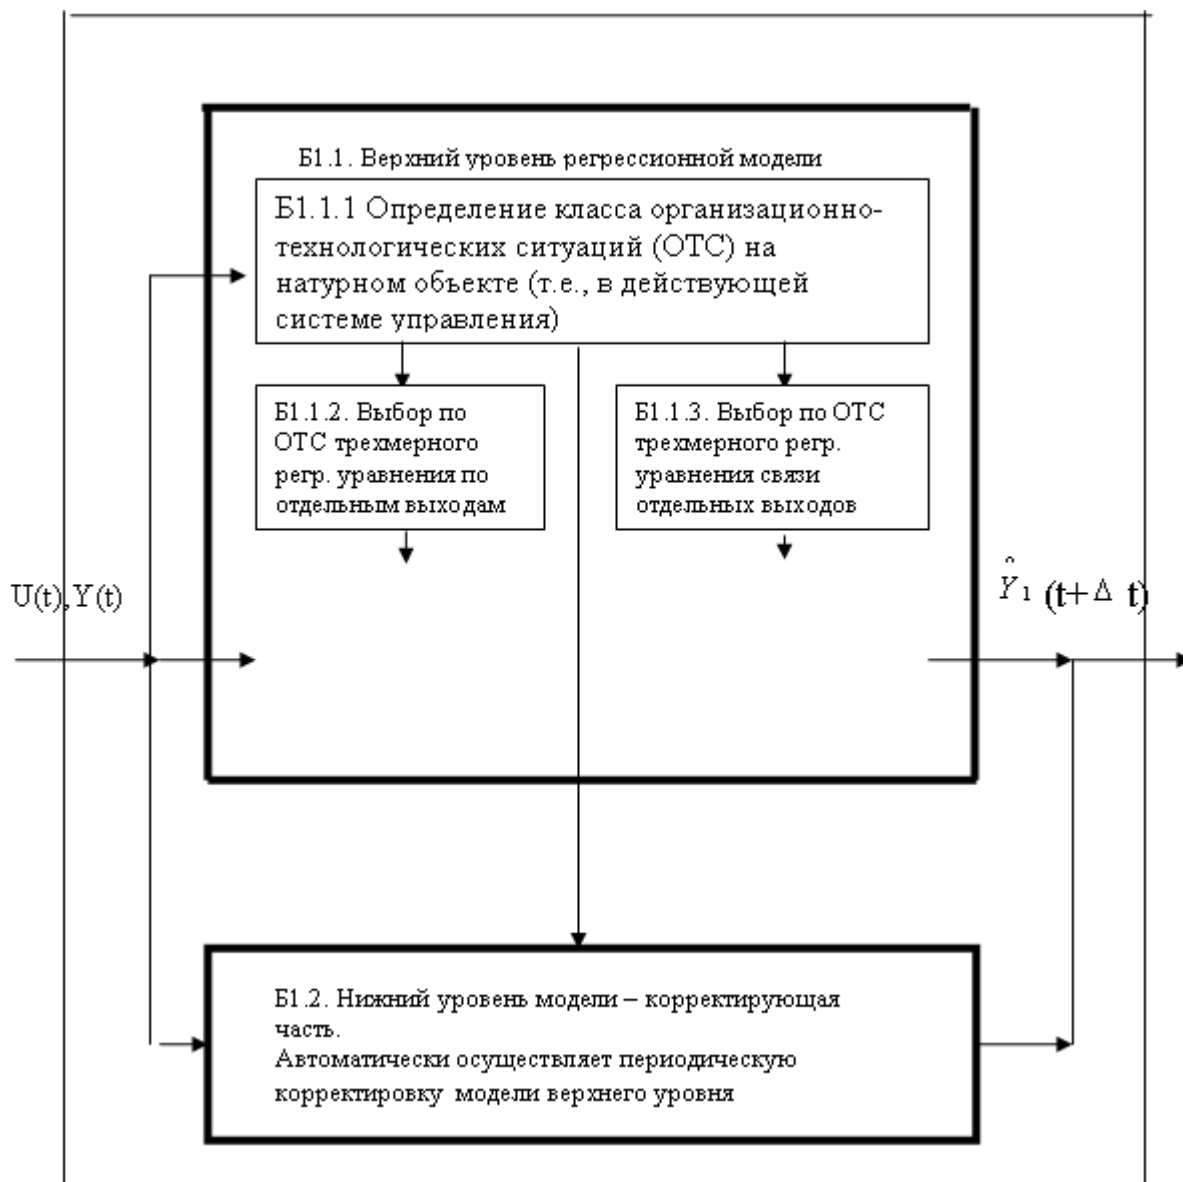 Б1.1. Верхний уровень регрессионной модели
Б1.1.1 Определение класса организационно-
технологических ситуаций (ОТС) на
натурном объекте (т.е., в действующей
системе управления)
Б1.1.2. Выбор по
ОТС трехмерного
регр. уравнения по
отдельным выходам
Б1.1.3. Выбор по ОТС
трехмерного регр.
уравнения связи
отдельных выходов
U(t),Y(t)
Ŷ₁ (t+Δ t)
Б1.2. Нижний уровень модели – корректирующая
часть.
Автоматически осуществляет периодическую
корректировку модели верхнего уровня